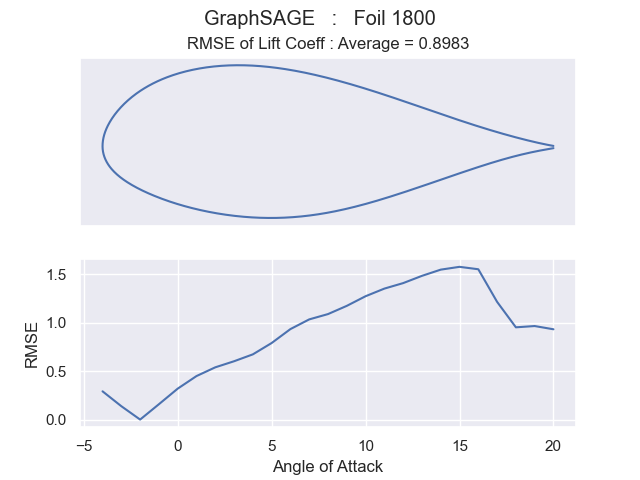 GraphSAGE   :   Foil 1800
RMSE of Lift Coeff : Average = 0.8983
1.5
1.0
0.5
0.0
RMSE
−5 0 5 10 15 20
Angle of Attack